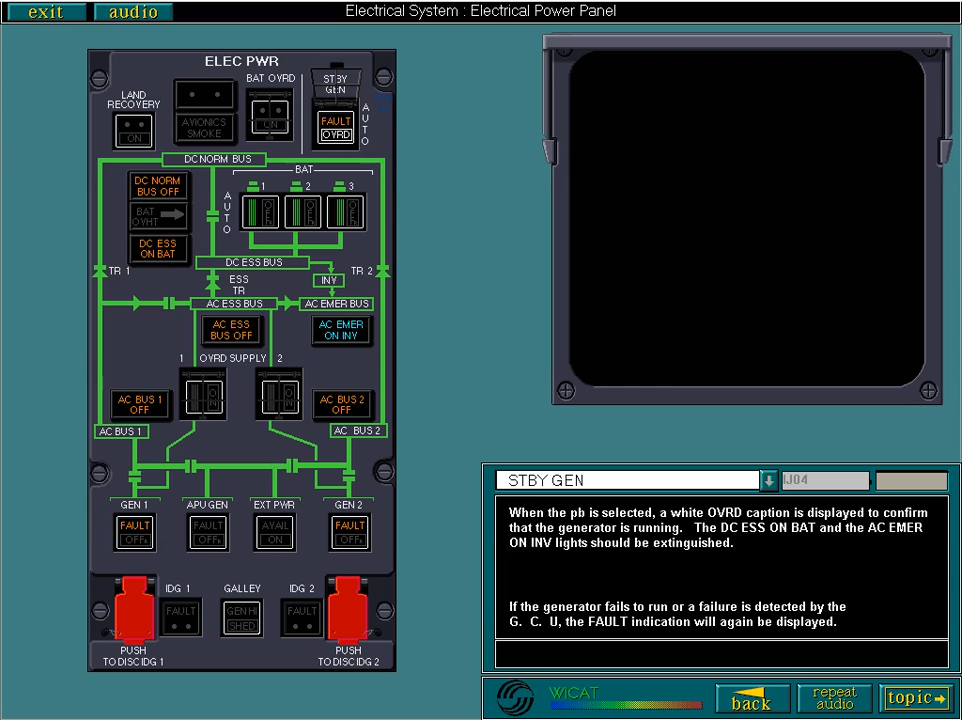 exit
audio
Electrical System : Electrical Power Panel
ELEC PWR
BAT OVRD
STBY
GEN
LAND
RECOVERY
AVIONICS
SMOKE
ON
ON
FAULT
OVRD
AUTO
DC NORM BUS
BAT
1 2 3
DC NORM
BUS OFF
BAT
OVHT
DC ESS
ON BAT
AUTO
OFF OFF OFF
DC ESS BUS
TR 1
ESS
TR
INV
TR 2
AC ESS BUS
AC EMER BUS
AC ESS
BUS OFF
AC EMER
ON INV
1 OVRD SUPPLY 2
ON
ON
AC BUS 1
OFF
AC BUS 2
OFF
AC BUS 1
AC BUS 2
GEN 1
APU GEN
EXT PWR
GEN 2
FAULT
OFF R
FAULT
OFF R
AVAIL
ON
FAULT
OFF R
IDG 1
GALLEY
IDG 2
FAULT
GEN HI
SHED
FAULT
PUSH
TO DISC IDG 1
PUSH
TO DISC IDG 2
STBY GEN
IJ04
When the pb is selected, a white OVRD caption is displayed to confirm
that the generator is running. The DC ESS ON BAT and the AC EMER
ON INV lights should be extinguished.
If the generator fails to run or a failure is detected by the
G. C. U, the FAULT indication will again be displayed.
WICAT
back
repeat
audio
topic